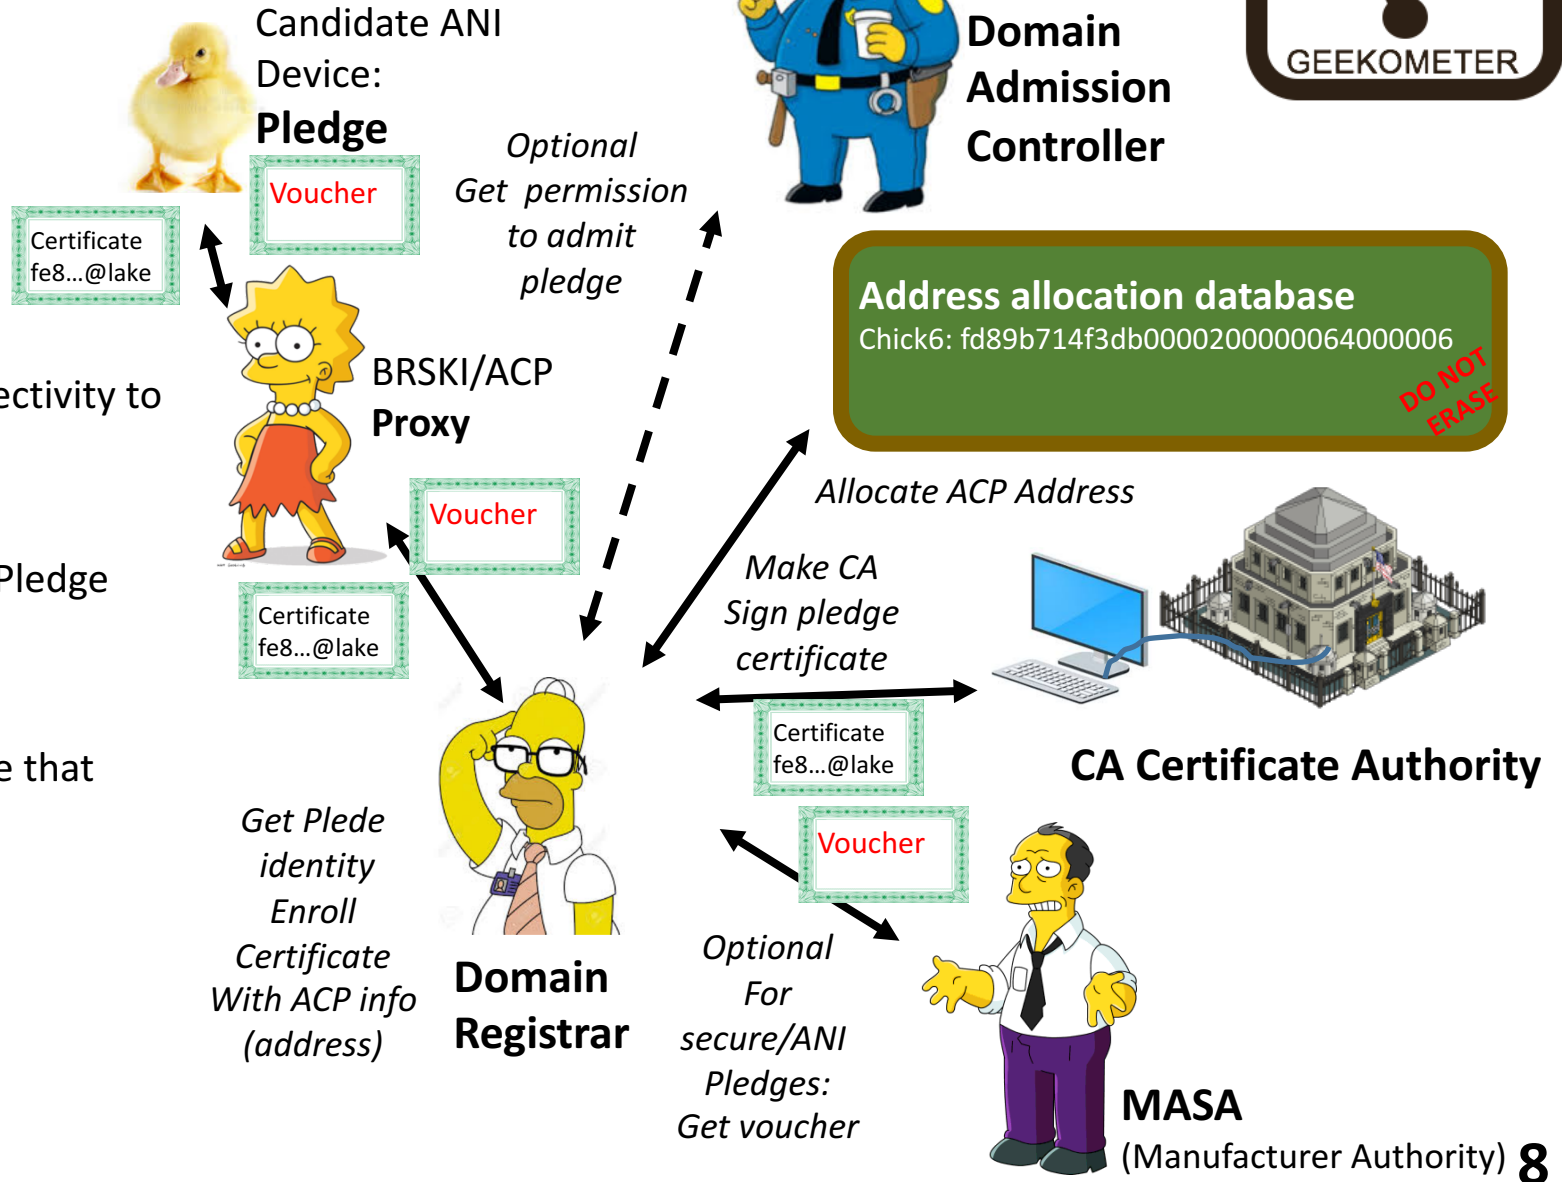 Candidate ANI
Device:
Pledge
Domain
Admission
Controller
GEEKOMETER
Voucher
Optional
Get permission
to admit
pledge
Certificate
fe8...@lake
Address allocation database
Chick6: fd89b714f3db0000200000064000006
DO NOT
ERASE
ectivity to
BRSKI/ACP
Proxy
Voucher
Allocate ACP Address
Pledge
Certificate
fe8...@lake
Make CA
Sign pledge
certificate
Certificate
fe8...@lake
CA Certificate Authority
e that
Get Plede
identity
Enroll
Certificate
With ACP info
(address)
Domain
Registrar
Voucher
Optional
For
secure/ANI
Pledges:
Get voucher
MASA
(Manufacturer Authority)
8